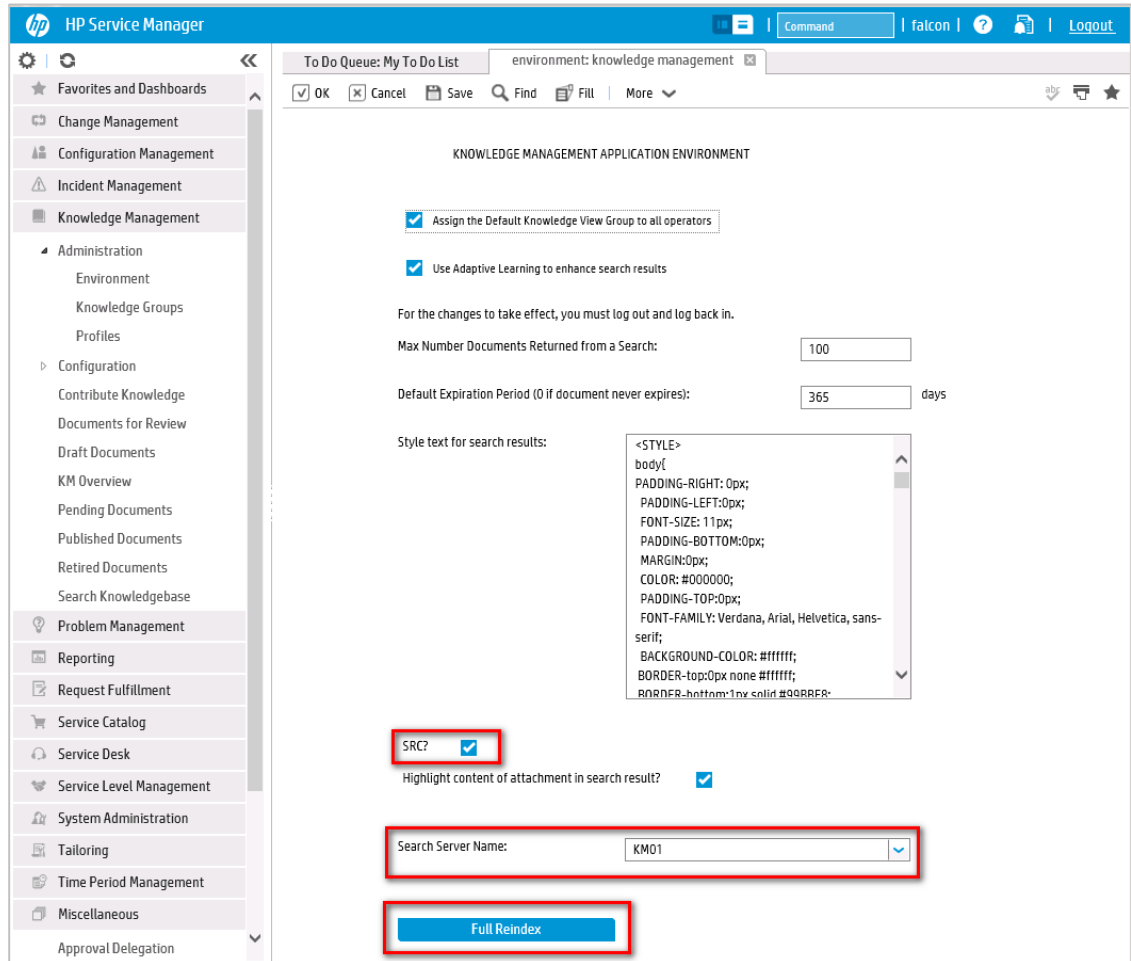 hp HP Service Manager
Command
falcon
?
Logout
Favorites and Dashboards
Change Management
Configuration Management
Incident Management
Knowledge Management
Administration
Environment
Knowledge Groups
Profiles
Configuration
Contribute Knowledge
Documents for Review
Draft Documents
KM Overview
Pending Documents
Published Documents
Retired Documents
Search Knowledgebase
Problem Management
Reporting
Request Fulfillment
Service Catalog
Service Desk
Service Level Management
System Administration
Tailoring
Time Period Management
Miscellaneous
Approval Delegation
To Do Queue: My To Do List
environment: knowledge management
OK Cancel Save Find Fill More
abc
KNOWLEDGE MANAGEMENT APPLICATION ENVIRONMENT
Assign the Default Knowledge View Group to all operators
Use Adaptive Learning to enhance search results
For the changes to take effect, you must log out and log back in.
Max Number Documents Returned from a Search: 100
Default Expiration Period (0 if document never expires): 365 days
Style text for search results:
<STYLE>
body{
PADDING-RIGHT: 0px;
PADDING-LEFT:0px;
FONT-SIZE: 11px;
PADDING-BOTTOM:0px;
MARGIN:0px;
COLOR: #000000;
PADDING-TOP:0px;
FONT-FAMILY: Verdana, Arial, Helvetica, sans-
serif;
BACKGROUND-COLOR: #ffffff;
BORDER-top:0px none #ffffff;
BORDER-bottom:1px solid #99BBE8;
SRC?
Highlight content of attachment in search result?
Search Server Name: KM01
Full Reindex